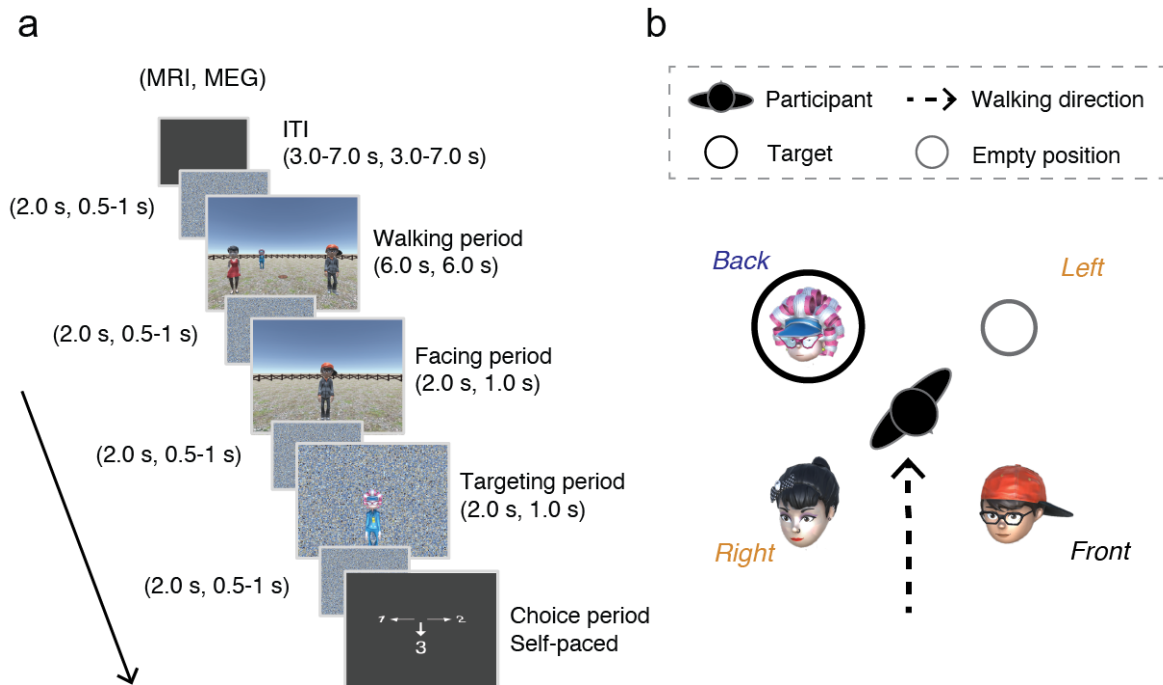 a
(MRI, MEG)
ITI
(3.0-7.0 s, 3.0-7.0 s)
(2.0 s, 0.5-1 s)
Walking period
(6.0 s, 6.0 s)
(2.0 s, 0.5-1 s)
Facing period
(2.0 s, 1.0 s)
(2.0 s, 0.5-1 s)
Targeting period
(2.0 s, 1.0 s)
(2.0 s, 0.5-1 s)
1 2
3
Choice period
Self-paced
b
Participant
Walking direction
Target
Empty position
Back
Left
Right
Front